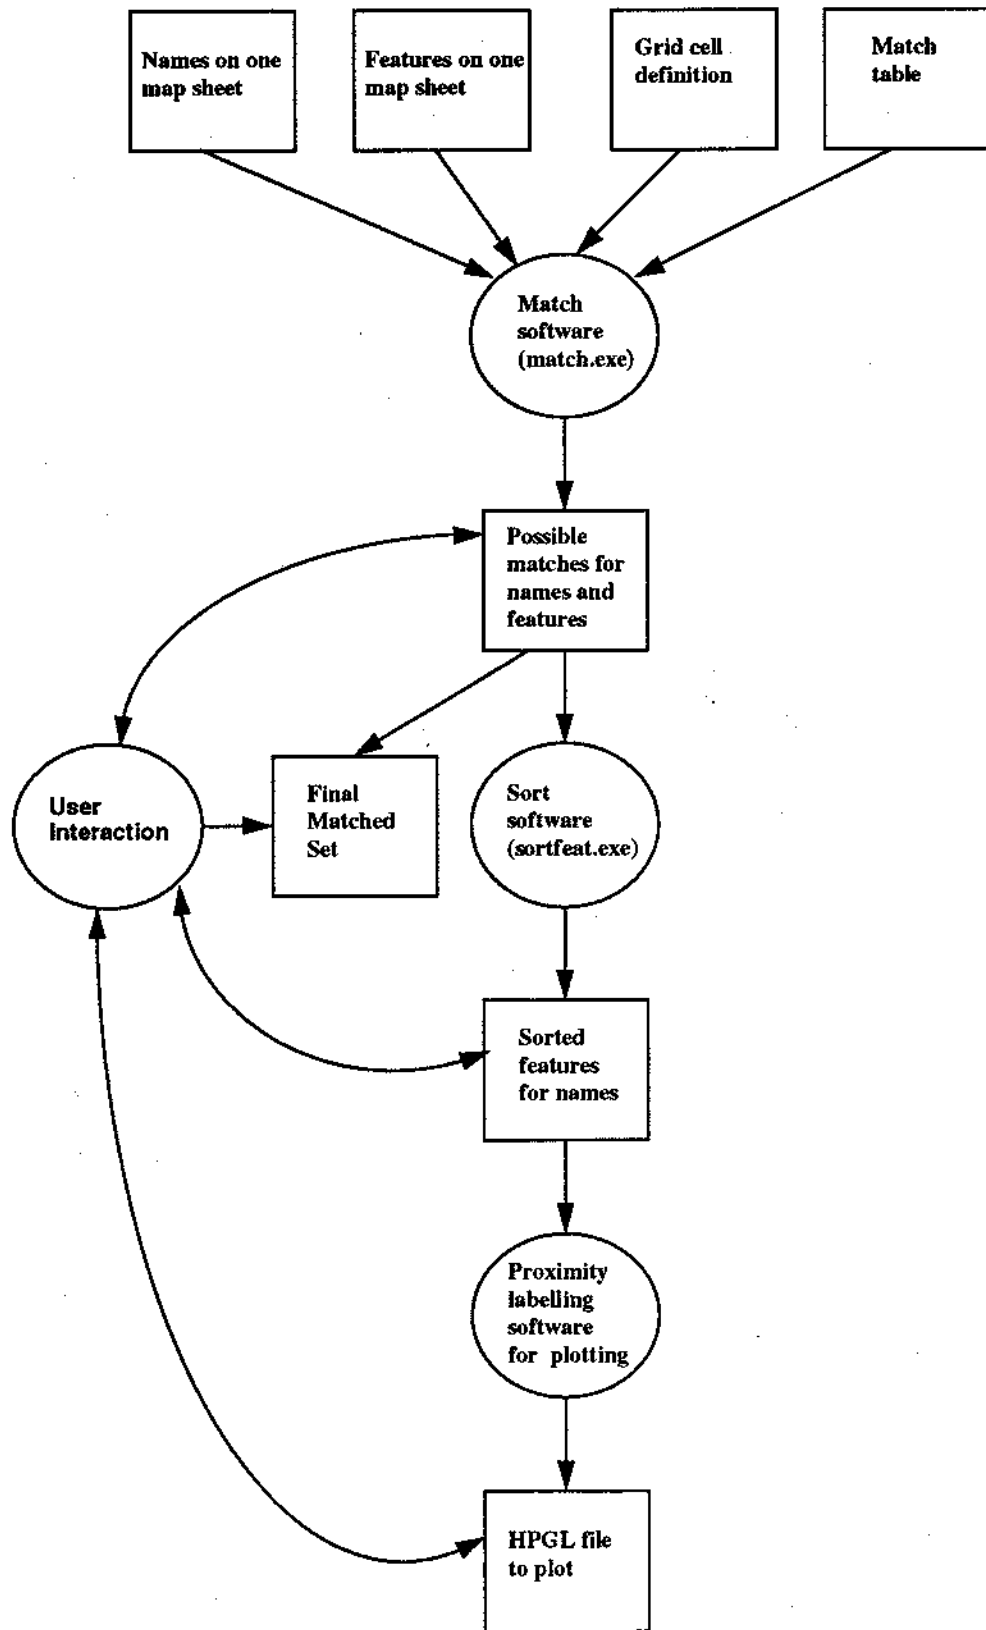 Names on one
map sheet
Features on one
map sheet
Grid cell
definition
Match
table
Match
software
(match.exe)
Possible
matches for
names and
features
User
Interaction
Final
Matched
Set
Sort
software
(sortfeat.exe)
Sorted
features
for names
Proximity
labelling
software
for plotting
HPGL file
to plot